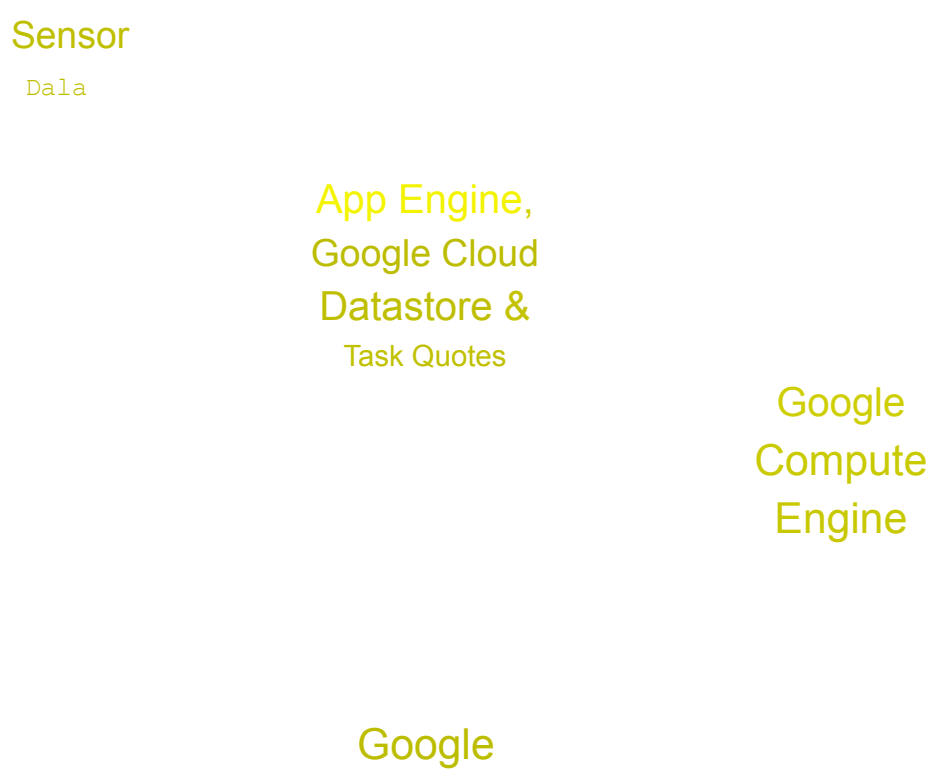 Sensor
Dala
App Engine,
Google Cloud
Datastore &
Task Quotes
Google
Compute
Engine
Google